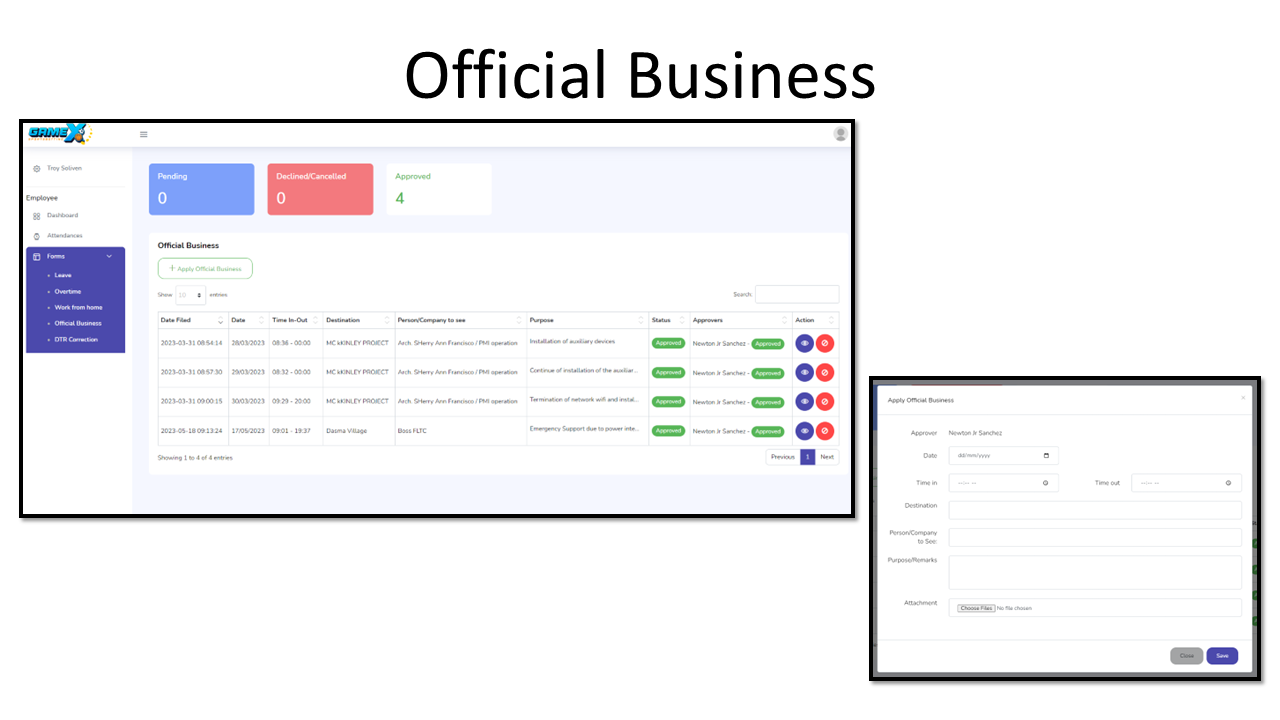 Official Business
GAMEX
Troy Soliven
Employee
Dashboard
Attendances
Forms
Leave
Overtime
Work from home
Official Business
DTR Correction
Pending
0
Declined/Cancelled
0
Approved
4
Official Business
+ Apply Official Business
Show 10 entries
Search:
Date Filed Date Time In-Out Destination Person/Company to see Purpose Status Approvers Action
2023-03-31 08:54:14 28/03/2023 08:36 - 00:00 MC kKINLEY PROJECT Arch. SHerry Ann Francisco / PMI operation Installation of auxiliary devices Approved Newton Jr Sanchez - Approved
2023-03-31 08:57:30 29/03/2023 08:32 - 00:00 MC kKINLEY PROJECT Arch. SHerry Ann Francisco / PMI operation Continue of installation of the auxiliar... Approved Newton Jr Sanchez - Approved
2023-03-31 09:00:15 30/03/2023 09:29 - 20:00 MC kKINLEY PROJECT Arch. SHerry Ann Francisco / PMI operation Termination of network wifi and instal... Approved Newton Jr Sanchez - Approved
2023-05-18 09:13:24 17/05/2023 09:01 - 19:37 Dasma Village Boss FLTC Emergency Support due to power inte... Approved Newton Jr Sanchez - Approved
Showing 1 to 4 of 4 entries
Previous 1 Next
Apply Official Business ×
Approver Newton Jr Sanchez
Date dd/mm/yyyy
Time in --:-- -- Time out --:-- --
Destination
Person/Company
to See:
Purpose/Remarks
Attachment Choose Files No file chosen
Close Save